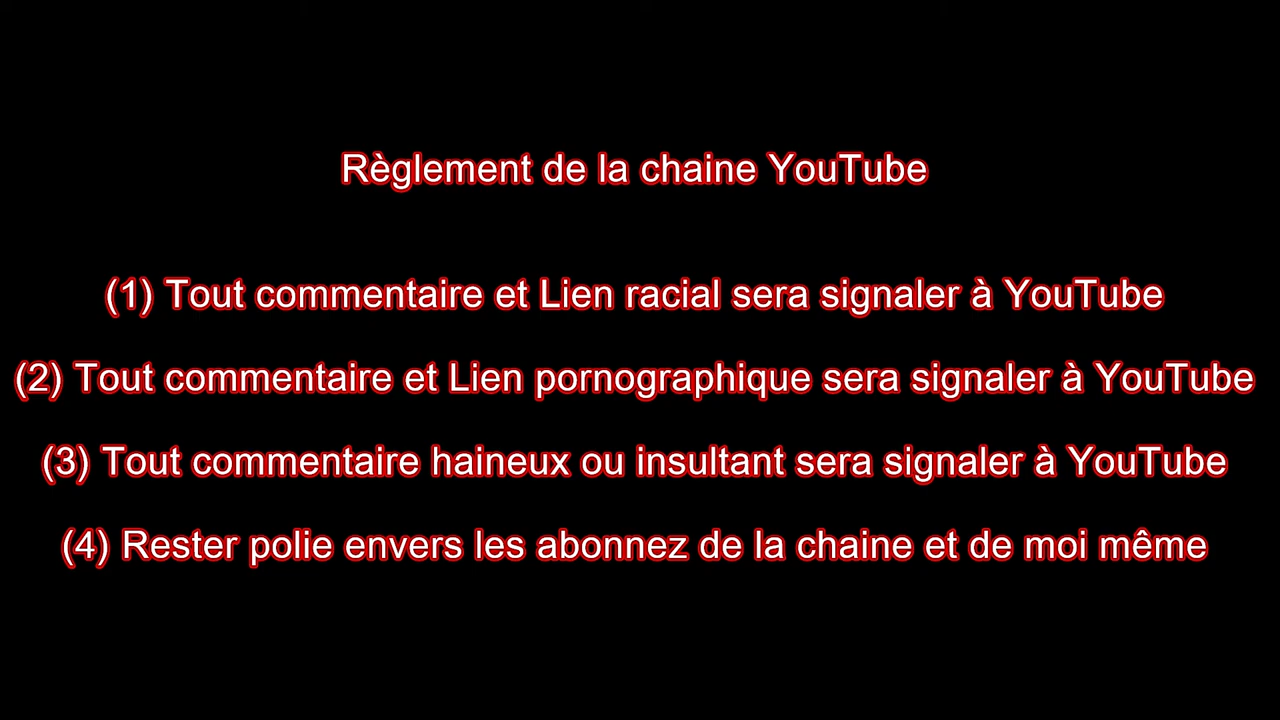 Règlement de la chaine YouTube
(1) Tout commentaire et Lien racial sera signaler à YouTube
(2) Tout commentaire et Lien pornographique sera signaler à YouTube
(3) Tout commentaire haineux ou insultant sera signaler à YouTube
(4) Rester polie envers les abonnez de la chaine et de moi même